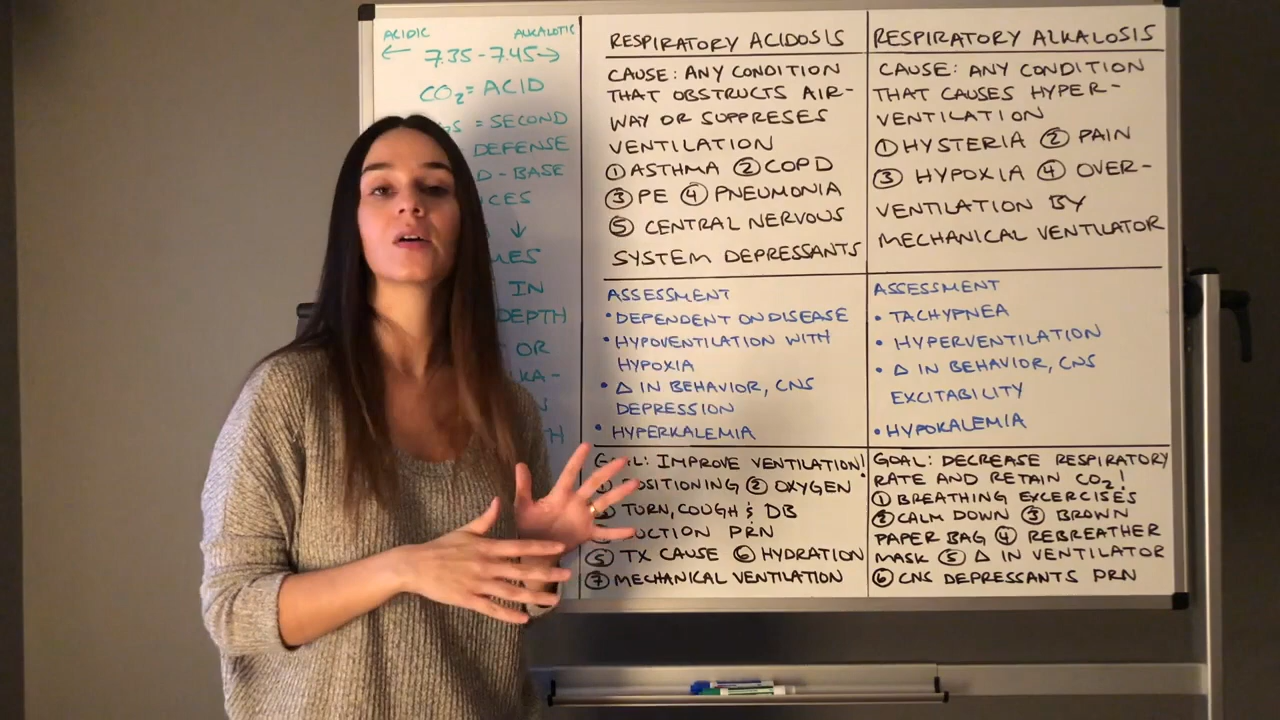 ACIDIC ALKALOTIC
← 7.35-7.45 →
CO₂ = ACID
= SECOND
DEFENSE
D-BASE
↓
IN
DEPTH
OR
RESPIRATORY ACIDOSIS
CAUSE: ANY CONDITION
THAT OBSTRUCTS AIR-
WAY OR SUPPRESES
VENTILATION
① ASTHMA ② COPD
③ PE ④ PNEUMONIA
⑤ CENTRAL NERVOUS
SYSTEM DEPRESSANTS
ASSESSMENT
• DEPENDENT ON DISEASE
• HYPOVENTILATION WITH
HYPOXIA
• Δ IN BEHAVIOR, CNS
DEPRESSION
• HYPERKALEMIA
GOAL: IMPROVE VENTILATION!
POSITIONING ② OXYGEN
TURN, COUGH & DB
SUCTION PRN
⑤ TX CAUSE ⑥ HYDRATION
⑦ MECHANICAL VENTILATION
RESPIRATORY ALKALOSIS
CAUSE: ANY CONDITION
THAT CAUSES HYPER-
VENTILATION
① HYSTERIA ② PAIN
③ HYPOXIA ④ OVER-
VENTILATION BY
MECHANICAL VENTILATOR
ASSESSMENT
• TACHYPNEA
• HYPERVENTILATION
• Δ IN BEHAVIOR, CNS
EXCITABILITY
• HYPOKALEMIA
GOAL: DECREASE RESPIRATORY
RATE AND RETAIN CO₂!
① BREATHING EXCERCISES
② CALM DOWN ③ BROWN
PAPER BAG ④ REBREATHER
MASK ⑤ Δ IN VENTILATOR
⑥ CNS DEPRESSANTS PRN